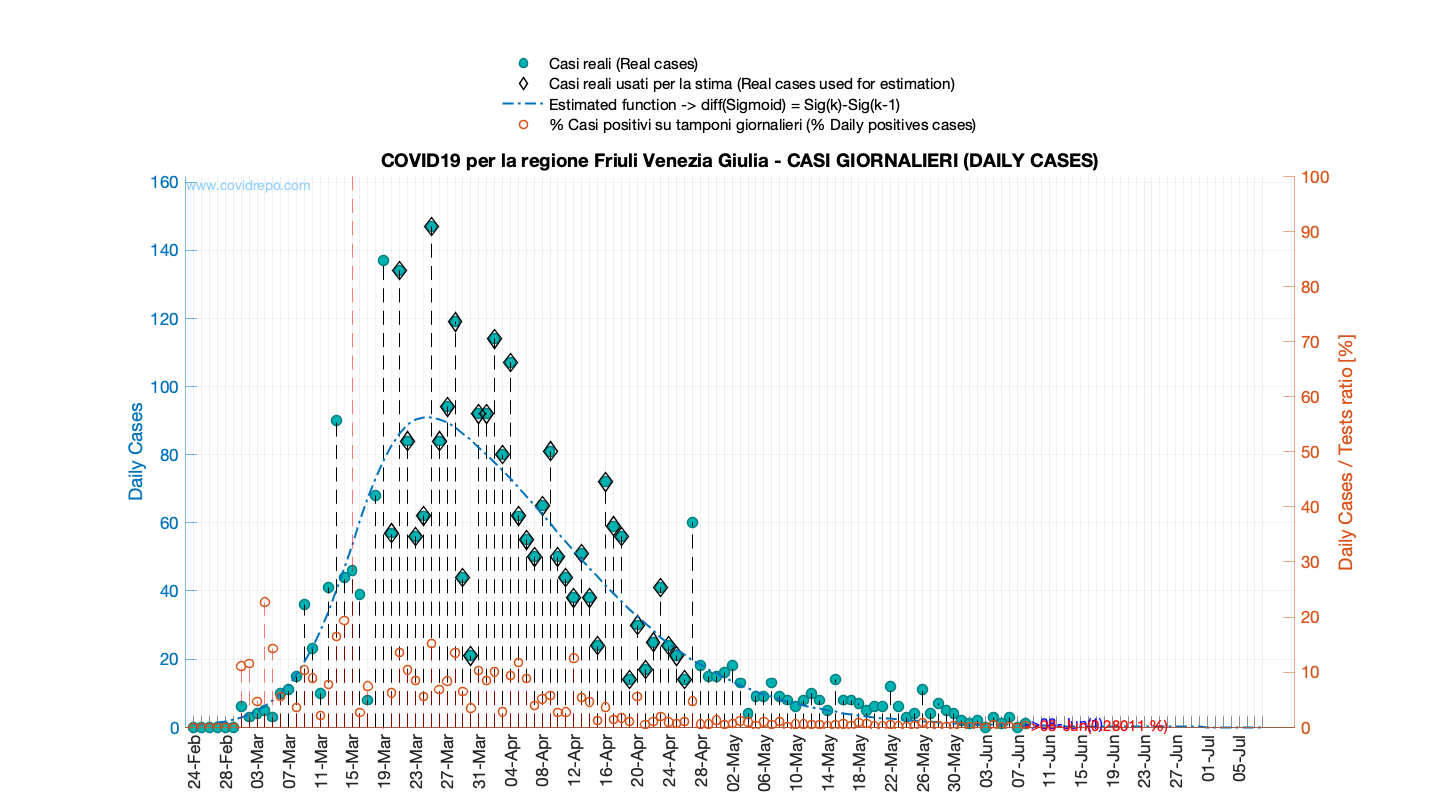 Casi reali (Real cases)
Casi reali usati per la stima (Real cases used for estimation)
Estimated function -> diff(Sigmoid) = Sig(k)-Sig(k-1)
% Casi positivi su tamponi giornalieri (% Daily positives cases)
COVID19 per la regione Friuli Venezia Giulia - CASI GIORNALIERI (DAILY CASES)
www.covidrepo.com
160
140
120
100
80
60
40
20
0
Daily Cases
100
90
80
70
60
50
40
30
20
10
0
Daily Cases / Tests ratio [%]
24-Feb
28-Feb
03-Mar
07-Mar
11-Mar
15-Mar
19-Mar
23-Mar
27-Mar
31-Mar
04-Apr
08-Apr
12-Apr
16-Apr
20-Apr
24-Apr
28-Apr
02-May
06-May
10-May
14-May
18-May
22-May
26-May
30-May
03-Jun
07-Jun
11-Jun
15-Jun
19-Jun
23-Jun
27-Jun
01-Jul
05-Jul